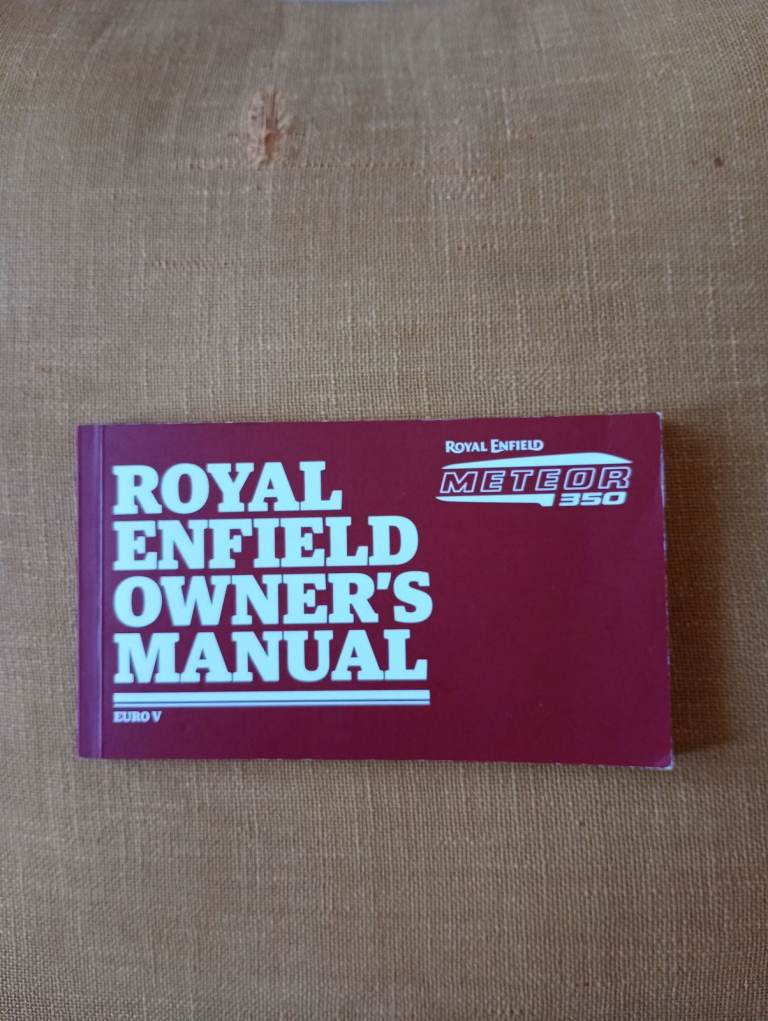 ROYAL
ENFIELD
OWNER'S
MANUAL
EURO V
ROYAL ENFIELD
METEOR
350